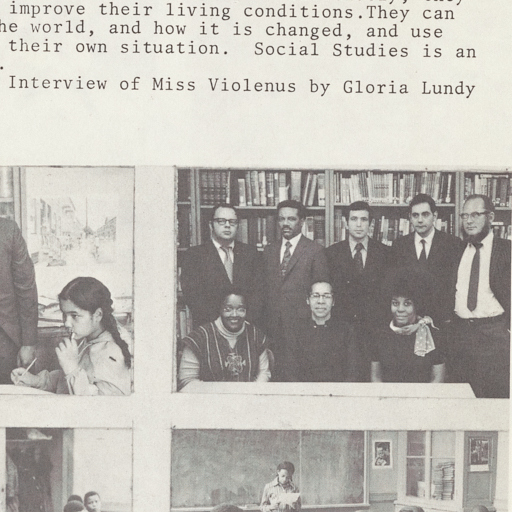 improve their living conditions.They can
he world, and how it is changed, and use
their own situation.  Social Studies is an
.
Interview of Miss Violenus by Gloria Lundy